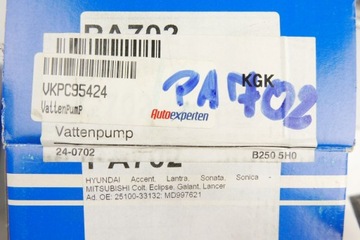 PA702
VKPC95424
VattenPumP
PA702
KGK
Autoexperten
Vattenpump
24-0702 B250 5H0
PA702
HYUNDAI Accent, Lantra, Sonata, Sonica -
MITSUBISHI Colt, Eclipse, Galant, Lancer
Ad. OE: 25100-33132; MD997621